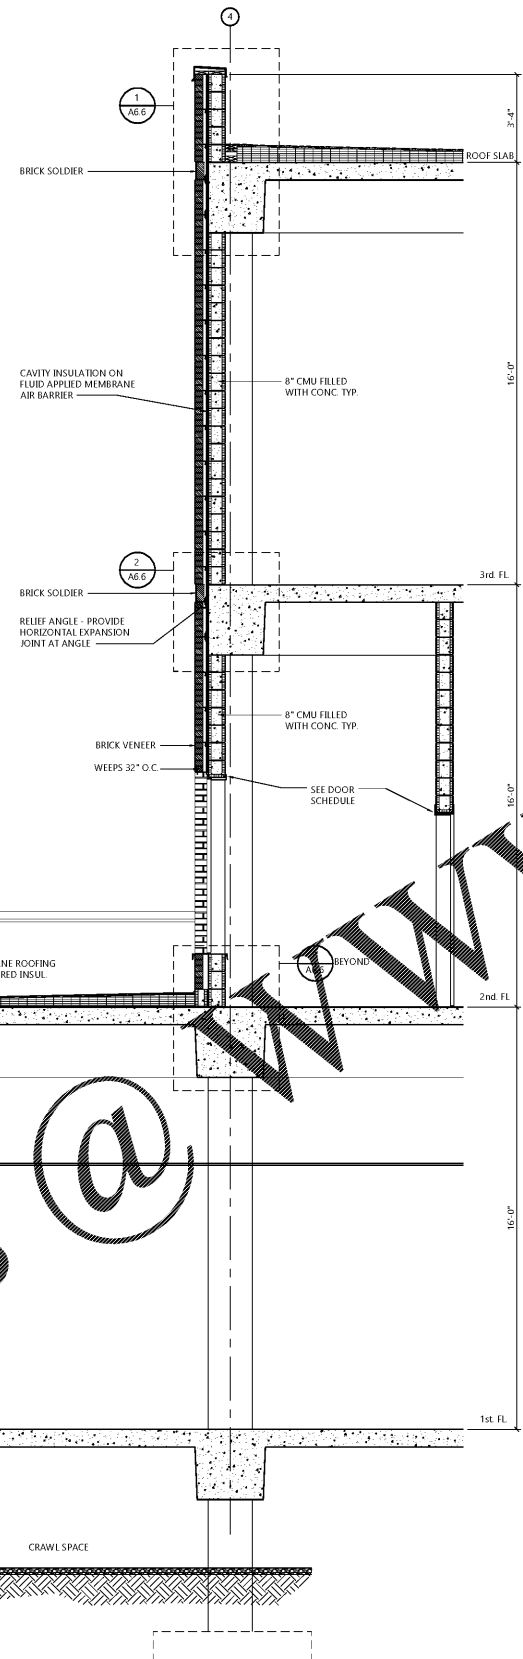 4
1
A6.6
3'-4"
ROOF SLAB
BRICK SOLDIER
CAVITY INSULATION ON
FLUID APPLIED MEMBRANE
AIR BARRIER
8" CMU FILLED
WITH CONC. TYP.
16'-0"
2
A6.6
3rd. FL.
BRICK SOLDIER
RELIEF ANGLE - PROVIDE
HORIZONTAL EXPANSION
JOINT AT ANGLE
8" CMU FILLED
WITH CONC. TYP.
BRICK VENEER
WEEPS 32" O.C.
SEE DOOR
SCHEDULE
16'-0"
NE ROOFING
RED INSUL.
BEYOND
2nd. FL.
@ WWW
16'-0"
1st. FL.
CRAWL SPACE